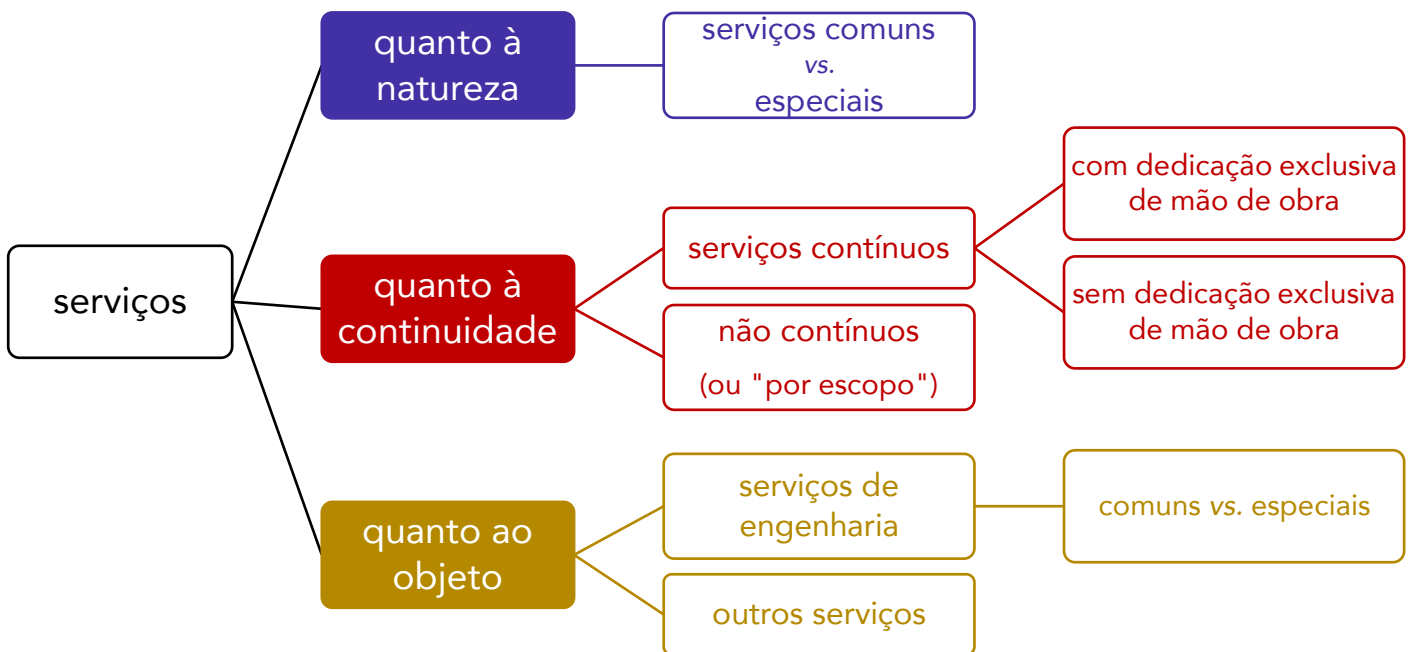 serviços
quanto à
natureza
serviços comuns
vs.
especiais
quanto à
continuidade
serviços contínuos
com dedicação exclusiva
de mão de obra
sem dedicação exclusiva
de mão de obra
não contínuos
(ou "por escopo")
quanto ao
objeto
serviços de
engenharia
comuns vs. especiais
outros serviços